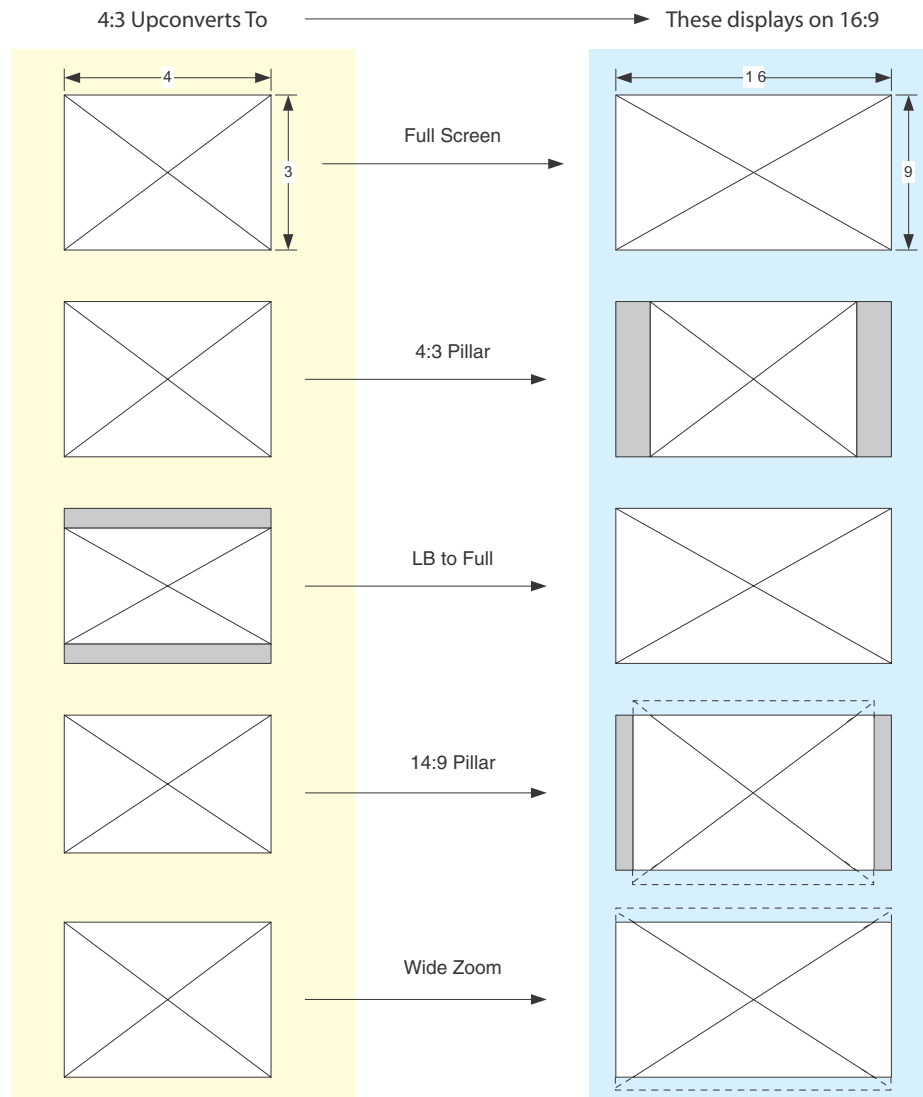 4:3 Upconverts To
These displays on 16:9
4
16
Full Screen
3
9
4:3 Pillar
LB to Full
14:9 Pillar
Wide Zoom